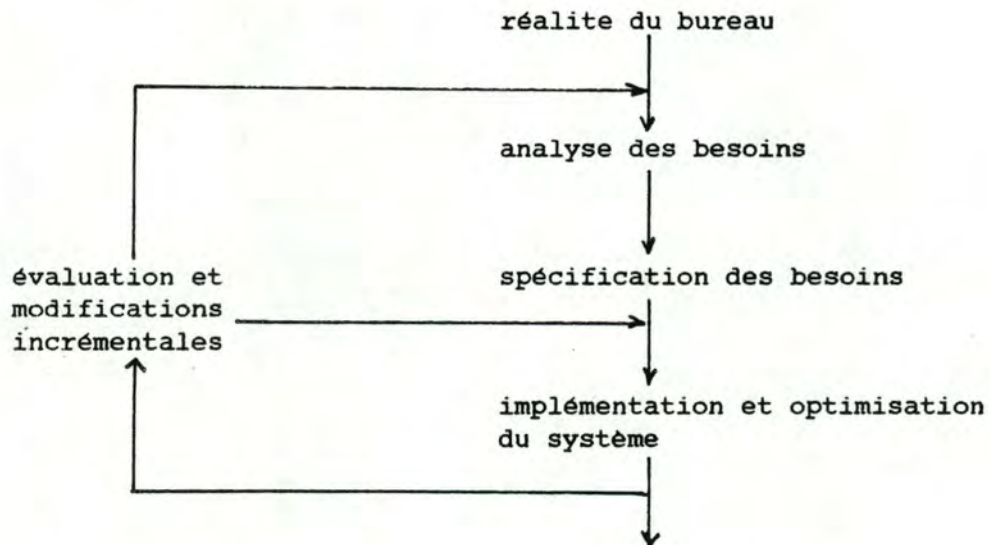 réalite du bureau
analyse des besoins
spécification des besoins
évaluation et
modifications
incrémentales
implémentation et optimisation
du système